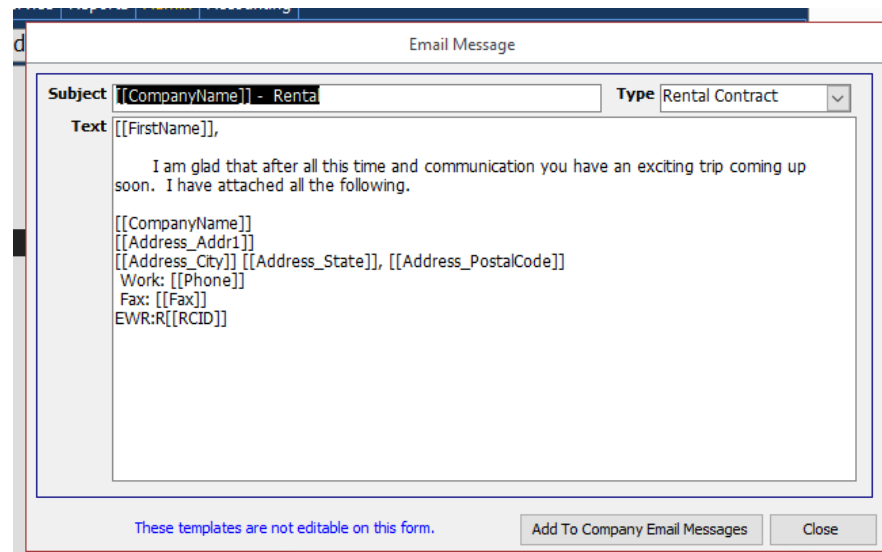 Reports Admin Accounting
Email Message
Subject [[CompanyName]] - Rental Type Rental Contract
Text [[FirstName]],
I am glad that after all this time and communication you have an exciting trip coming up
soon. I have attached all the following.
[[CompanyName]]
[[Address_Addr1]]
[[Address_City]] [[Address_State]], [[Address_PostalCode]]
Work: [[Phone]]
Fax: [[Fax]]
EWR:R[[RCID]]
These templates are not editable on this form. Add To Company Email Messages Close